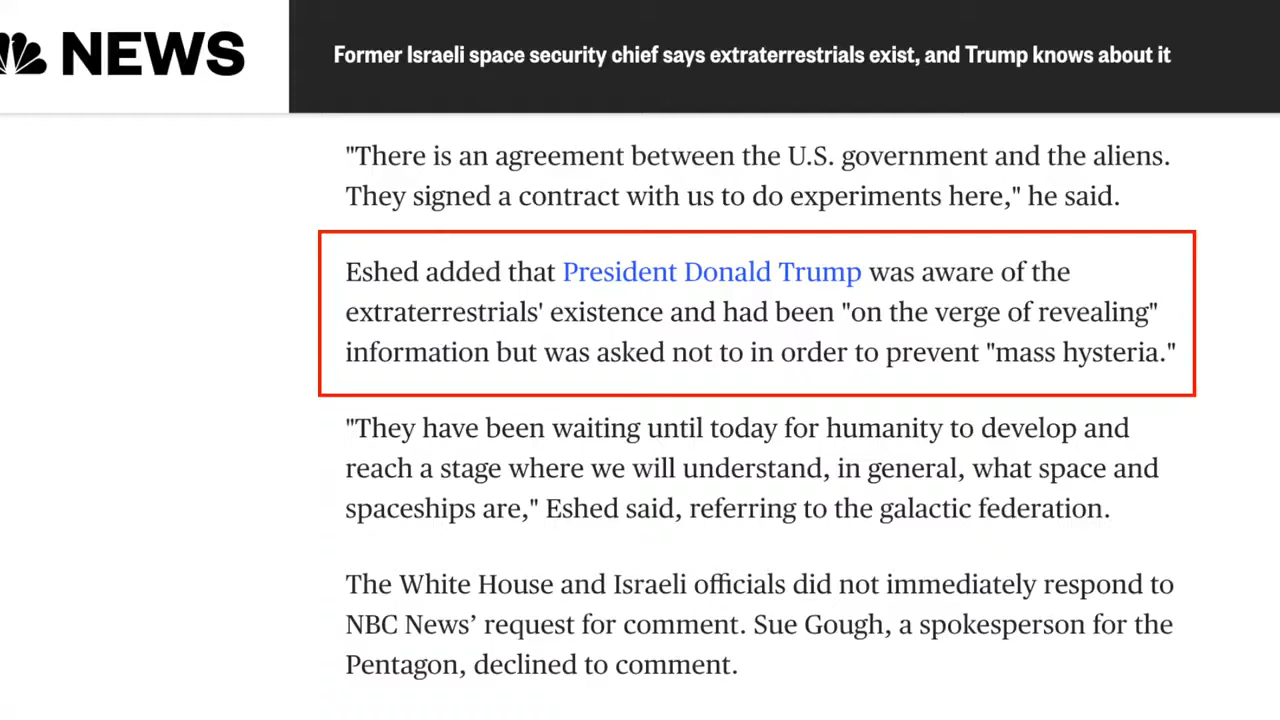 NEWS
Former Israeli space security chief says extraterrestrials exist, and Trump knows about it
"There is an agreement between the U.S. government and the aliens.
They signed a contract with us to do experiments here," he said.
Eshed added that President Donald Trump was aware of the
extraterrestrials' existence and had been "on the verge of revealing"
information but was asked not to in order to prevent "mass hysteria."
"They have been waiting until today for humanity to develop and
reach a stage where we will understand, in general, what space and
spaceships are," Eshed said, referring to the galactic federation.
The White House and Israeli officials did not immediately respond to
NBC News’ request for comment. Sue Gough, a spokesperson for the
Pentagon, declined to comment.